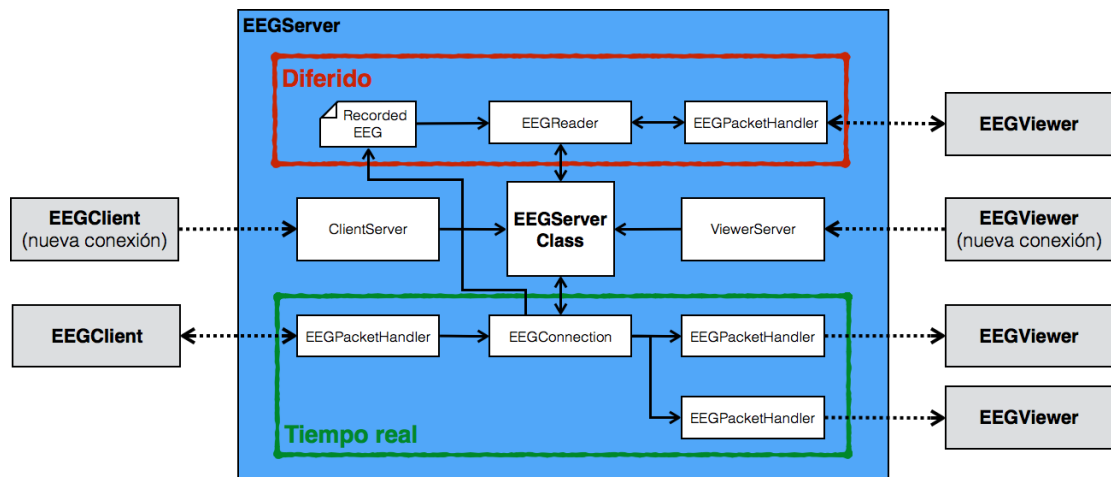 EEGServer
Diferido
Recorded
EEG
EEGReader
EEGPacketHandler
EEGViewer
EEGClient
(nueva conexión)
ClientServer
EEGServer
Class
ViewerServer
EEGViewer
(nueva conexión)
EEGClient
EEGPacketHandler
EEGConnection
EEGPacketHandler
EEGViewer
EEGPacketHandler
EEGViewer
Tiempo real